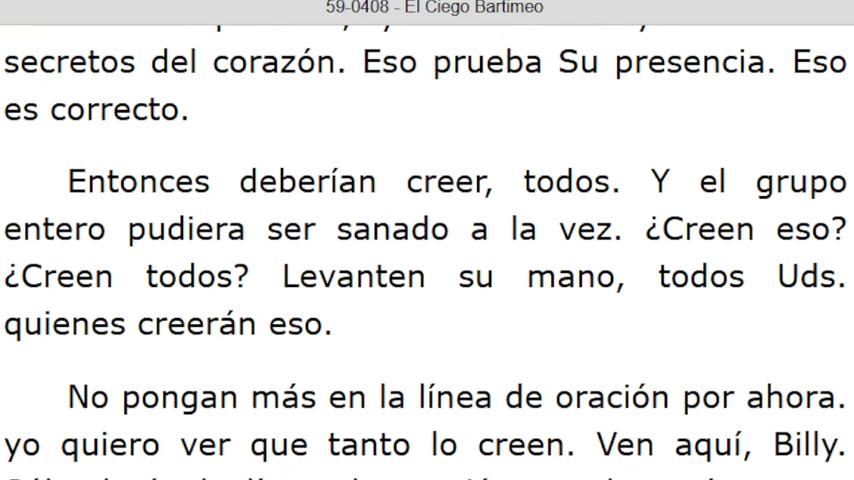 59-0408 - El Ciego Bartimeo
secretos del corazón. Eso prueba Su presencia. Eso
es correcto.
Entonces deberían creer, todos. Y el grupo
entero pudiera ser sanado a la vez. ¿Creen eso?
¿Creen todos? Levanten su mano, todos Uds.
quienes creerán eso.
No pongan más en la línea de oración por ahora.
yo quiero ver que tanto lo creen. Ven aquí, Billy.